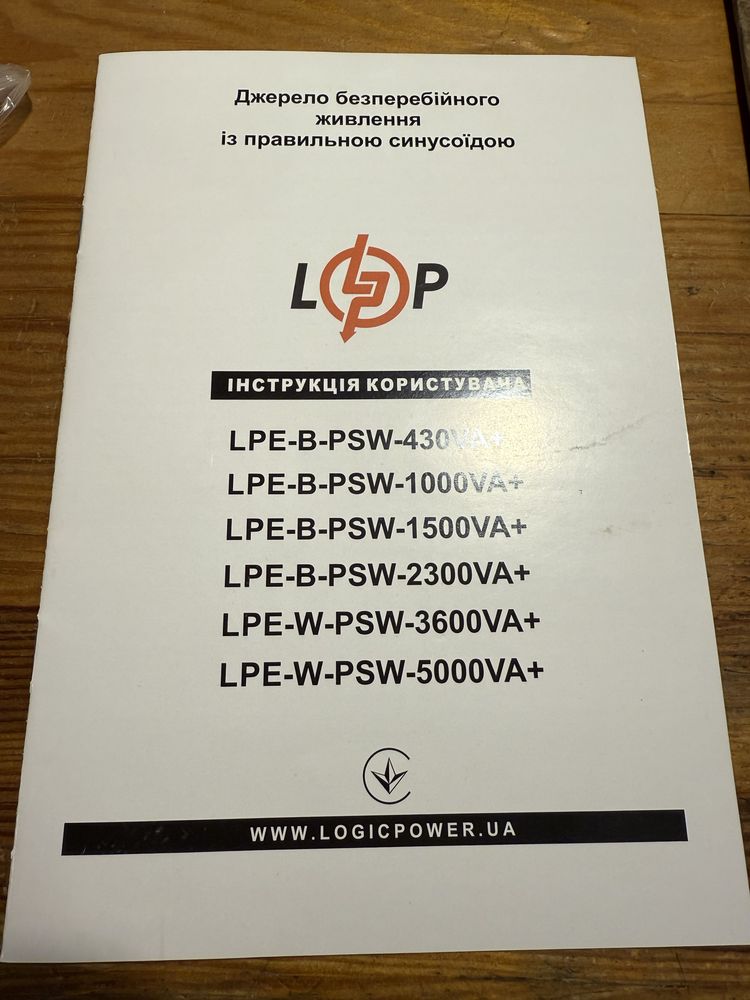 Джерело безперебійного
живлення
із правильною синусоїдою
LP
ІНСТРУКЦІЯ КОРИСТУВАЧА
LPE-B-PSW-430VA+
LPE-B-PSW-1000VA+
LPE-B-PSW-1500VA+
LPE-B-PSW-2300VA+
LPE-W-PSW-3600VA+
LPE-W-PSW-5000VA+
WWW.LOGICPOWER.UA